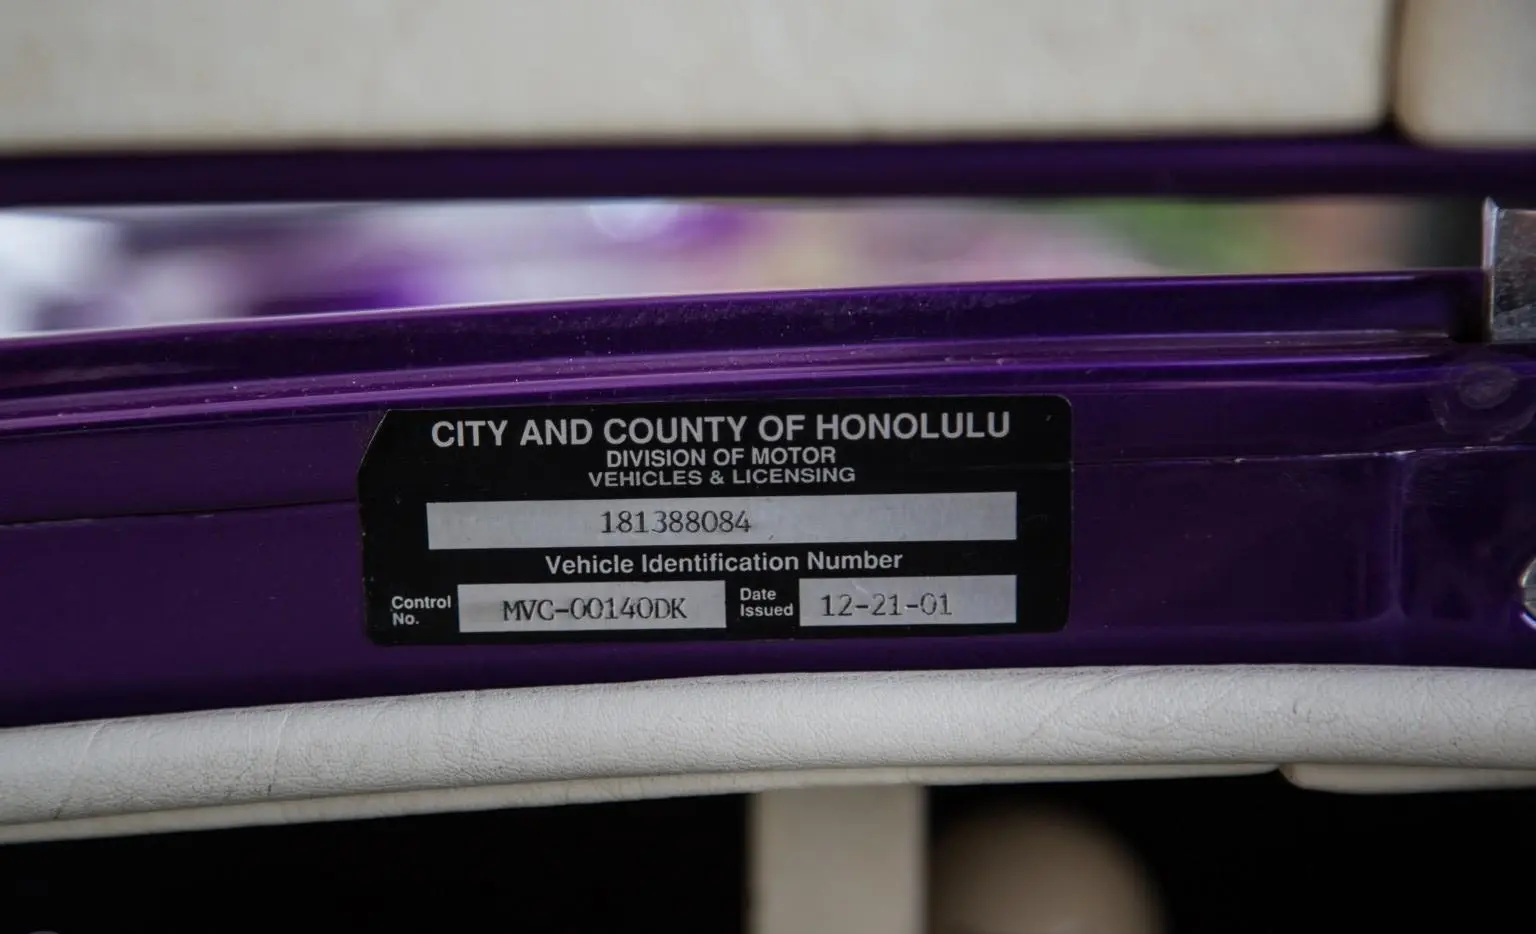 CITY AND COUNTY OF HONOLULU
DIVISION OF MOTOR
VEHICLES & LICENSING
181388084
Vehicle Identification Number
Control No. MVC-00140DK Date Issued 12-21-01